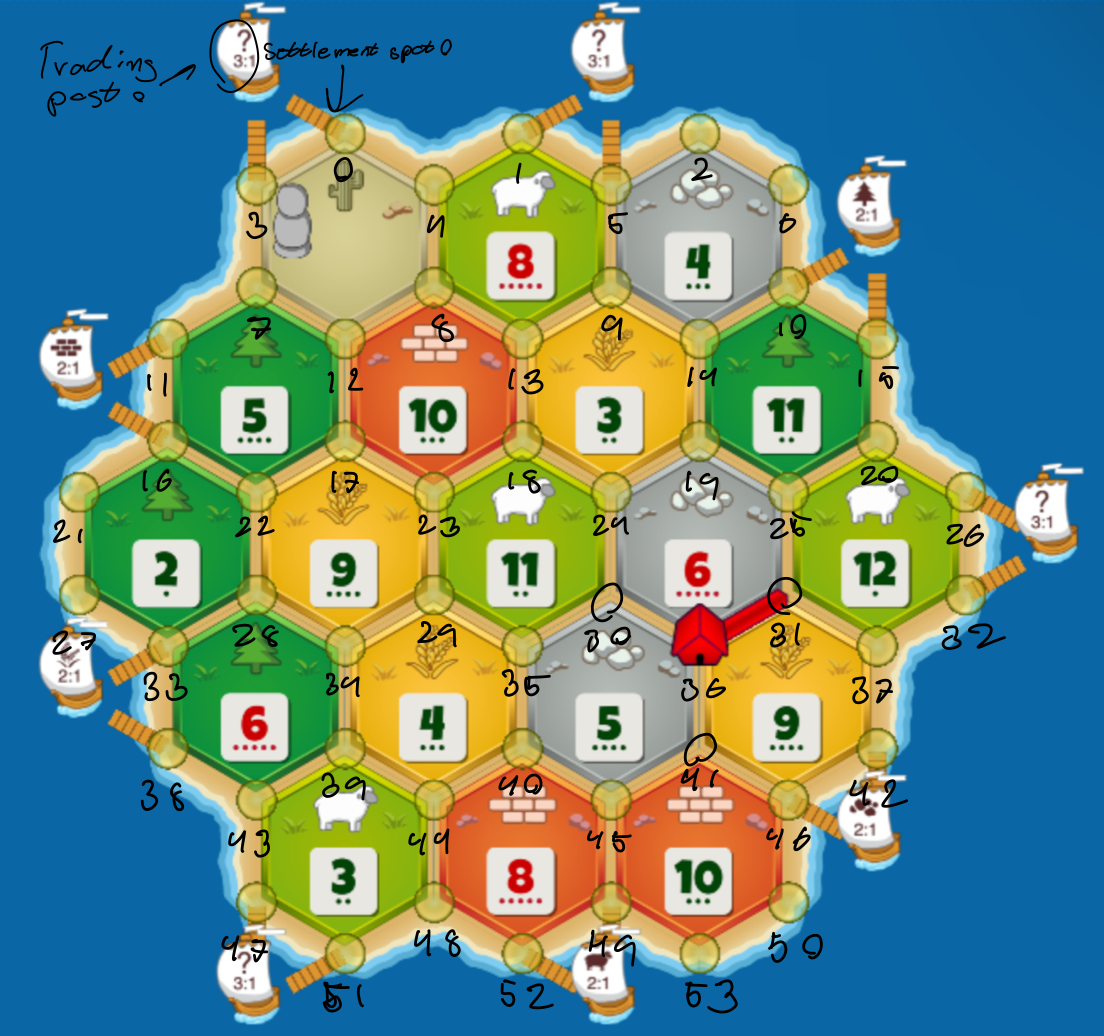 ? ?
Trading Settlement spot 0
3:1 3:1
post 0
0 1 2
2:1
3 4 5 6
8 4
7 8 9 10
2:1
11 12 13 14 15
5 10 3 11
16 17 18 19 20
?
3:1
21 22 23 24 25 26
2 9 11 6 12
27 28 29 30 31 32
2:1
33 34 35 36 37
6 4 5 9
38 39 40 41 42
2:1
43 44 45 46
3 8 10
47 48 49 50
?
3:1 2:1
51 52 53